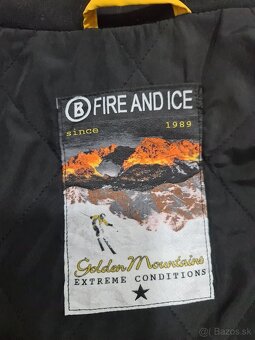 B FIRE AND ICE
since 1989
Golden Mountains
EXTREME CONDITIONS
Bazos.sk